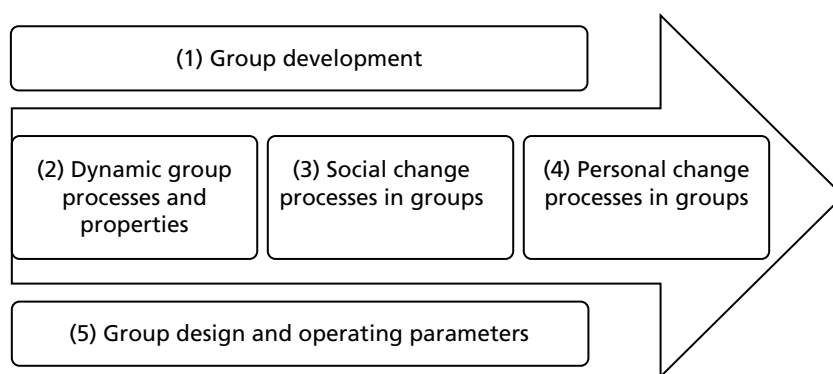 (1) Group development
(2) Dynamic group
processes and
properties
(3) Social change
processes in groups
(4) Personal change
processes in groups
(5) Group design and operating parameters